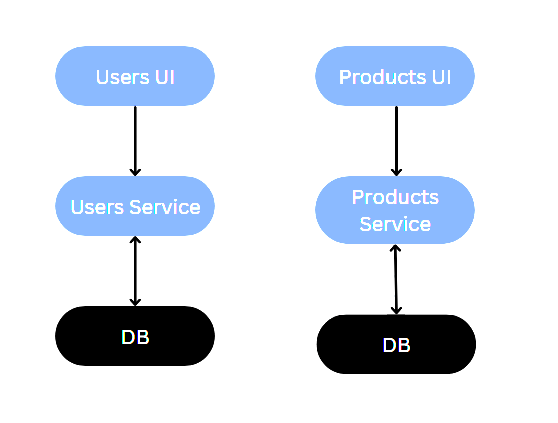 Users UI
Products UI
Users Service
Products
Service
DB
DB